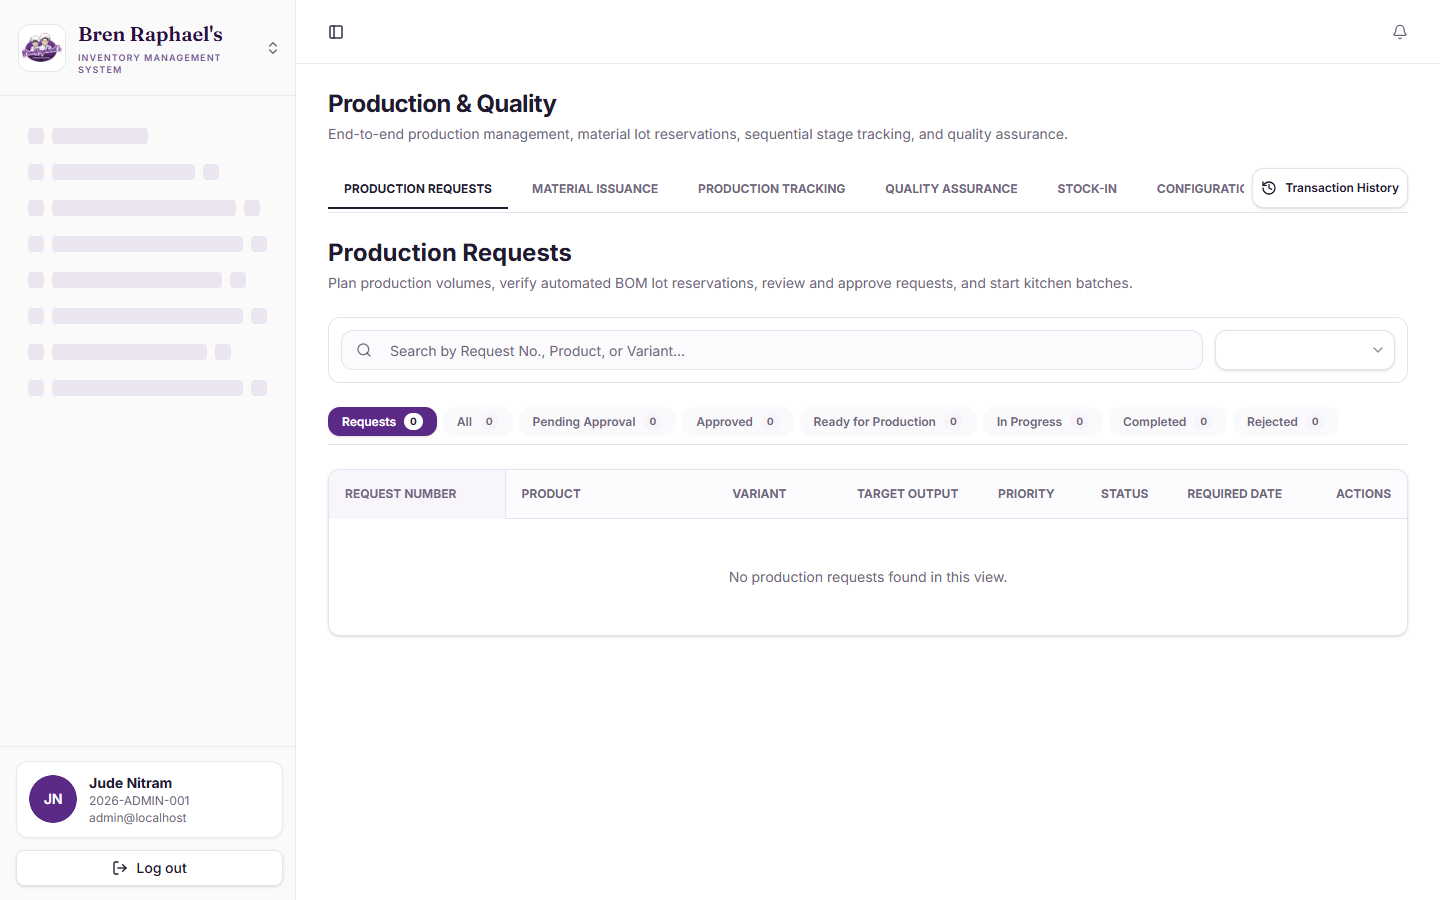 Bren Raphael's
INVENTORY MANAGEMENT
SYSTEM
Production & Quality
End-to-end production management, material lot reservations, sequential stage tracking, and quality assurance.
PRODUCTION REQUESTS MATERIAL ISSUANCE PRODUCTION TRACKING QUALITY ASSURANCE STOCK-IN CONFIGURATIC Transaction History
Production Requests
Plan production volumes, verify automated BOM lot reservations, review and approve requests, and start kitchen batches.
Search by Request No., Product, or Variant...
Requests 0 All 0 Pending Approval 0 Approved 0 Ready for Production 0 In Progress 0 Completed 0 Rejected 0
REQUEST NUMBER PRODUCT VARIANT TARGET OUTPUT PRIORITY STATUS REQUIRED DATE ACTIONS
No production requests found in this view.
JN
Jude Nitram
2026-ADMIN-001
admin@localhost
Log out